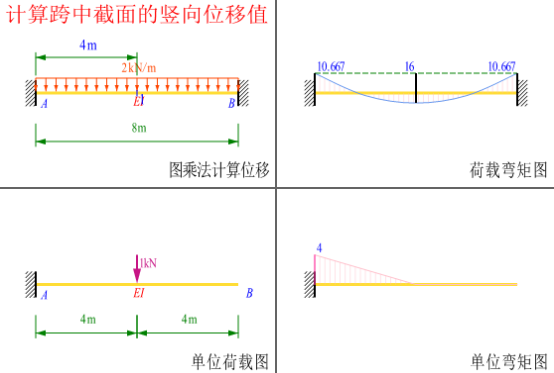 计算跨中截面的竖向位移值
4m
2kN/m
A
EI
B
8m
图乘法计算位移
10.667
16
10.667
荷载弯矩图
1kN
A
EI
B
4m
4m
单位荷载图
4
单位弯矩图